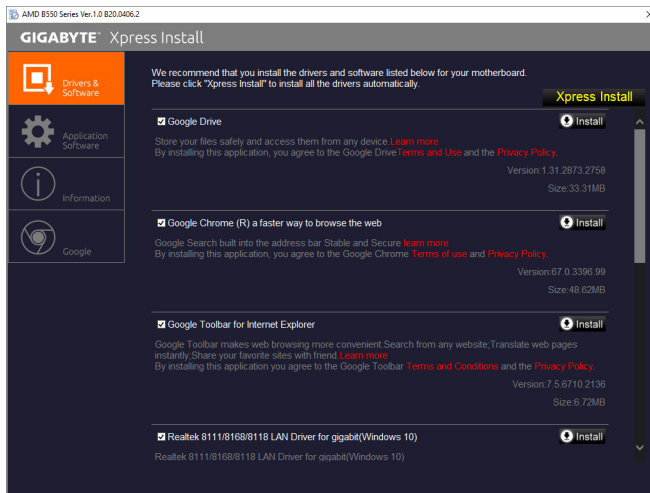 AMD B550 Series Ver.1.0 B20.0406.2
GIGABYTE™ Xpress Install
Drivers &
Software
Application
Software
Information
Google
We recommend that you install the drivers and software listed below for your motherboard.
Please click "Xpress Install" to install all the drivers automatically.
Xpress Install
Google Drive
Install
Store your files safely and access them from any device.Learn more
By installing this application, you agree to the Google DriveTerms and Use and the Privacy Policy.
Version:1.31.2873.2758
Size:33.31MB
Google Chrome (R) a faster way to browse the web
Install
Google Search built into the address bar Stable and Secure learn more
By installing this application, you agree to the Google Chrome Terms of use and Privacy Policy.
Version:67.0.3396.99
Size:48.62MB
Google Toolbar for Internet Explorer
Install
Google Toolbar makes web browsing more convenient:Search from any website;Translate web pages
instantly;Share your favorite sites with friend.Learn more
By installing this application you agree to the Google Toolbar Terms and Conditions and the Privacy Policy.
Version:7.5.6710.2136
Size:6.72MB
Realtek 8111/8168/8118 LAN Driver for gigabit(Windows 10)
Install
Realtek 8111/8168/8118 LAN Driver for gigabit(Windows 10)